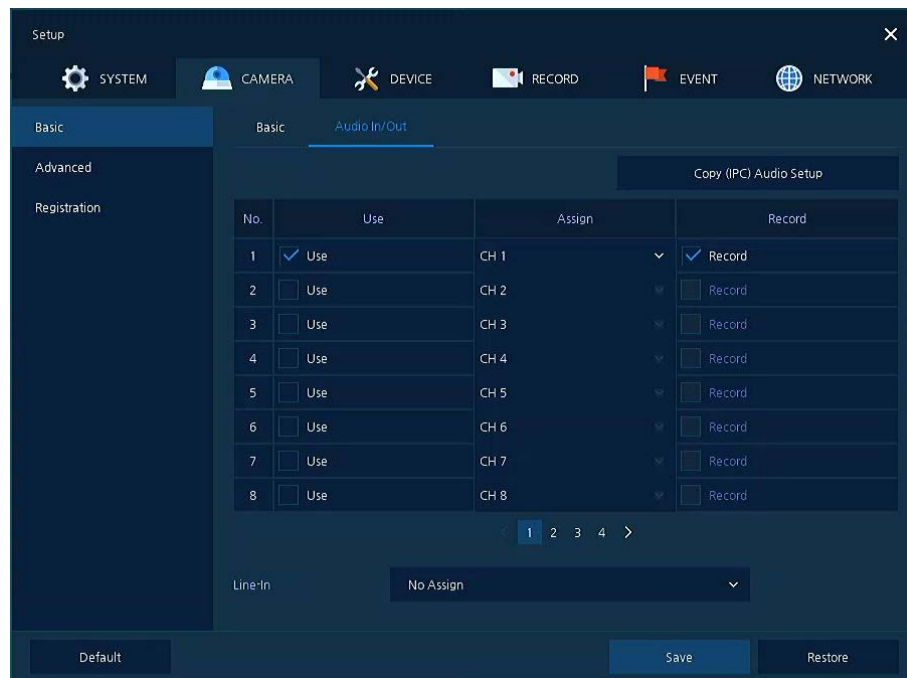 Setup
SYSTEM CAMERA DEVICE RECORD EVENT NETWORK
Basic Basic Audio In/Out
Advanced Copy (IPC) Audio Setup
Registration
No. Use Assign Record
1 Use CH 1 Record
2 Use CH 2 Record
3 Use CH 3 Record
4 Use CH 4 Record
5 Use CH 5 Record
6 Use CH 6 Record
7 Use CH 7 Record
8 Use CH 8 Record
1 2 3 4
Line-In No Assign
Default Save Restore